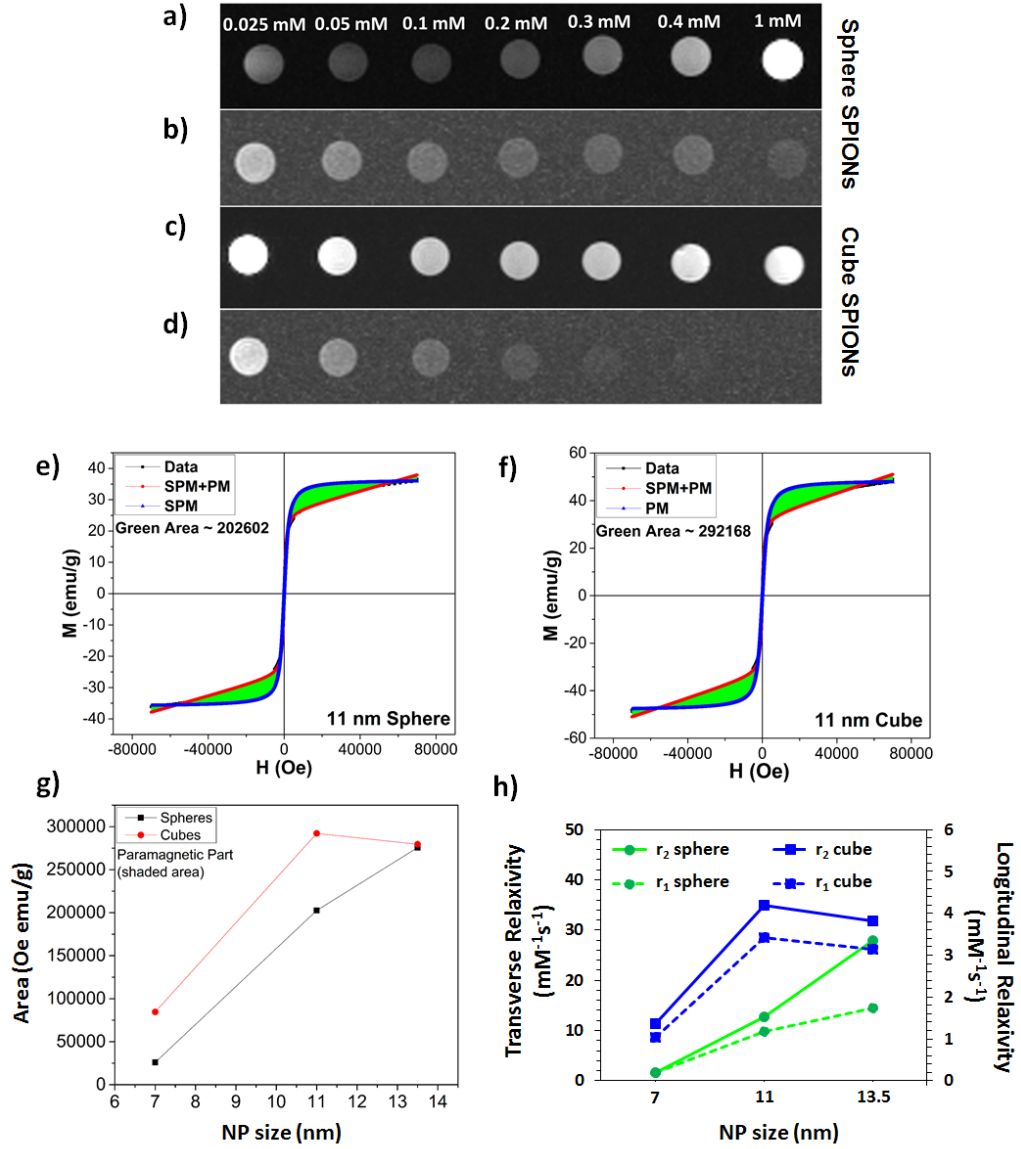 a)
0.025 mM 0.05 mM 0.1 mM 0.2 mM 0.3 mM 0.4 mM 1 mM
Sphere SPIONs
b)
c)
Cube SPIONs
d)
e)
Data
SPM+PM
SPM
Green Area ~ 202602
40
30
20
10
0
-10
-20
-30
-40
M (emu/g)
11 nm Sphere
-80000 -40000 0 40000 80000
H (Oe)
f)
Data
SPM+PM
PM
Green Area ~ 292168
60
40
20
0
-20
-40
-60
M (emu/g)
11 nm Cube
-80000 -40000 0 40000 80000
H (Oe)
g)
Spheres
Cubes
Paramagnetic Part
(shaded area)
300000
250000
200000
150000
100000
50000
0
Area (Oe emu/g)
6 7 8 9 10 11 12 13 14
NP size (nm)
h)
r2 sphere r2 cube
r1 sphere r1 cube
50
40
30
20
10
0
Transverse Relaxivity
(mM-1s-1)
6
5
4
3
2
1
0
Longitudinal Relaxivity
(mM-1s-1)
7 11 13.5
NP size (nm)